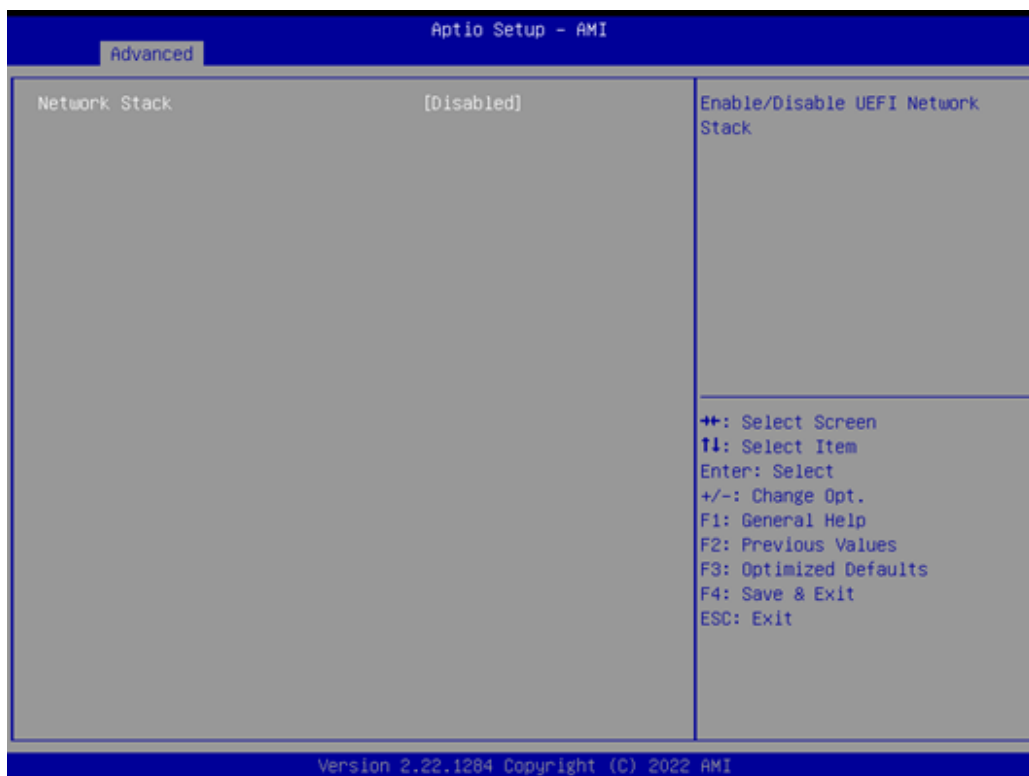 Aptio Setup – AMI
Advanced
Network Stack [Disabled]
Enable/Disable UEFI Network
Stack
→←: Select Screen
↑↓: Select Item
Enter: Select
+/-: Change Opt.
F1: General Help
F2: Previous Values
F3: Optimized Defaults
F4: Save & Exit
ESC: Exit
Version 2.22.1284 Copyright (C) 2022 AMI